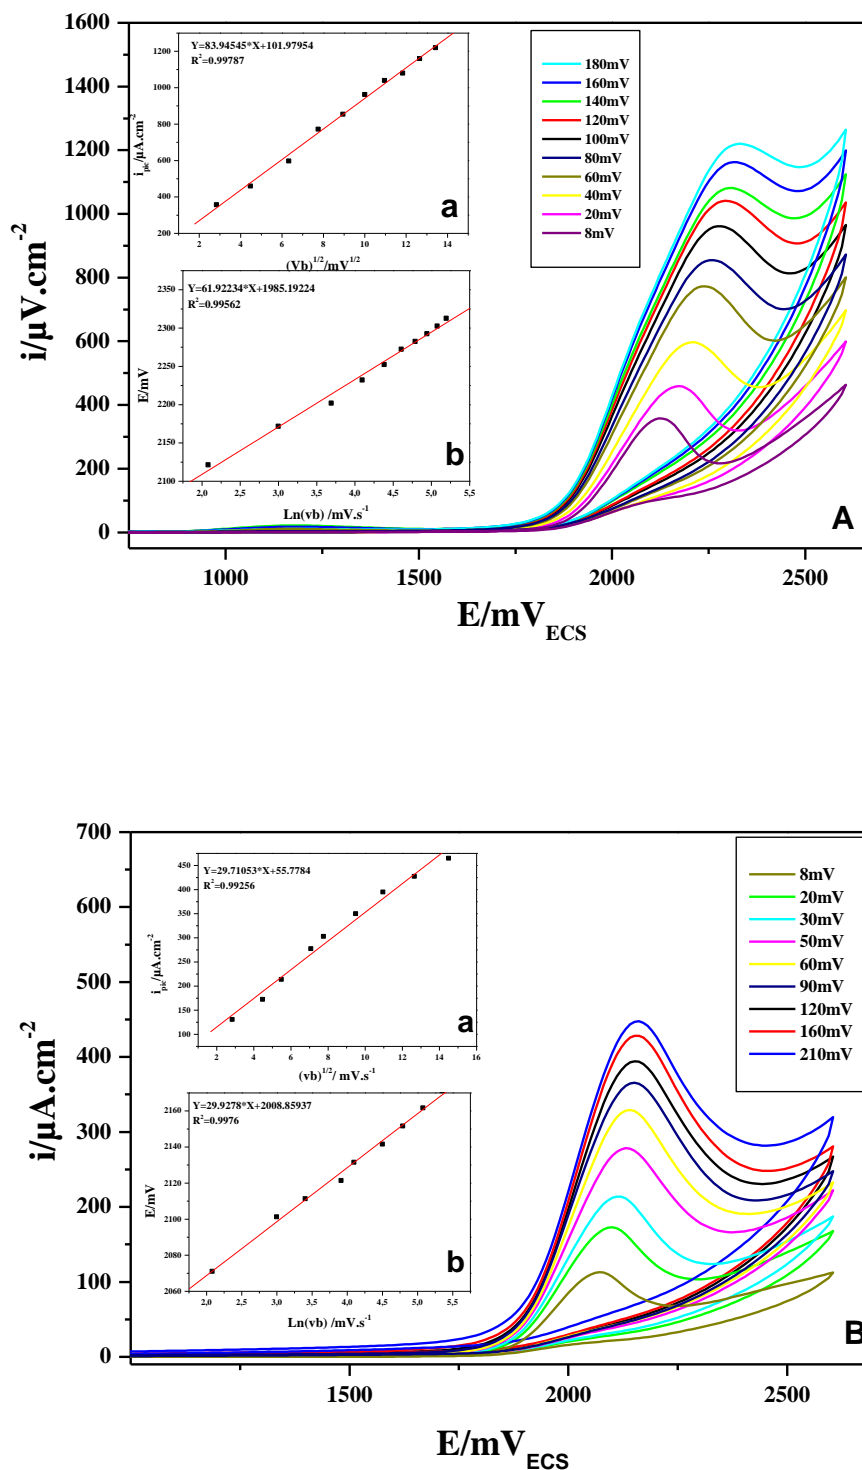 1600
1400
1200
1000
800
600
400
200
0
i/µV.cm-2
1000
1500
2000
2500
E/mVECS
A
180mV
160mV
140mV
120mV
100mV
80mV
60mV
40mV
20mV
8mV
Y=83.94545*X+101.97954
R2=0.99787
1200
1000
800
600
400
200
ipic/µA.cm-2
2
4
6
8
10
12
14
(Vb)1/2/mV1/2
a
Y=61.92234*X+1985.19224
R2=0.99562
2300
2250
2200
2150
2100
E/mV
2,0
2,5
3,0
3,5
4,0
4,5
5,0
5,5
Ln(vb) /mV.s-1
b
700
600
500
400
300
200
100
0
i/µA.cm-2
1500
2000
2500
E/mVECS
B
8mV
20mV
30mV
50mV
60mV
90mV
120mV
160mV
210mV
Y=29.71053*X+55.7784
R2=0.99256
450
400
350
300
250
200
150
100
ipic/µA.cm-2
2
4
6
8
10
12
14
16
(vb)1/2/ mV.s-1
a
Y=29.9278*X+2008.85937
R2=0.9976
2160
2140
2120
2100
2080
2060
E/mV
2,0
2,5
3,0
3,5
4,0
4,5
5,0
5,5
Ln(vb)/mV.s-1
b